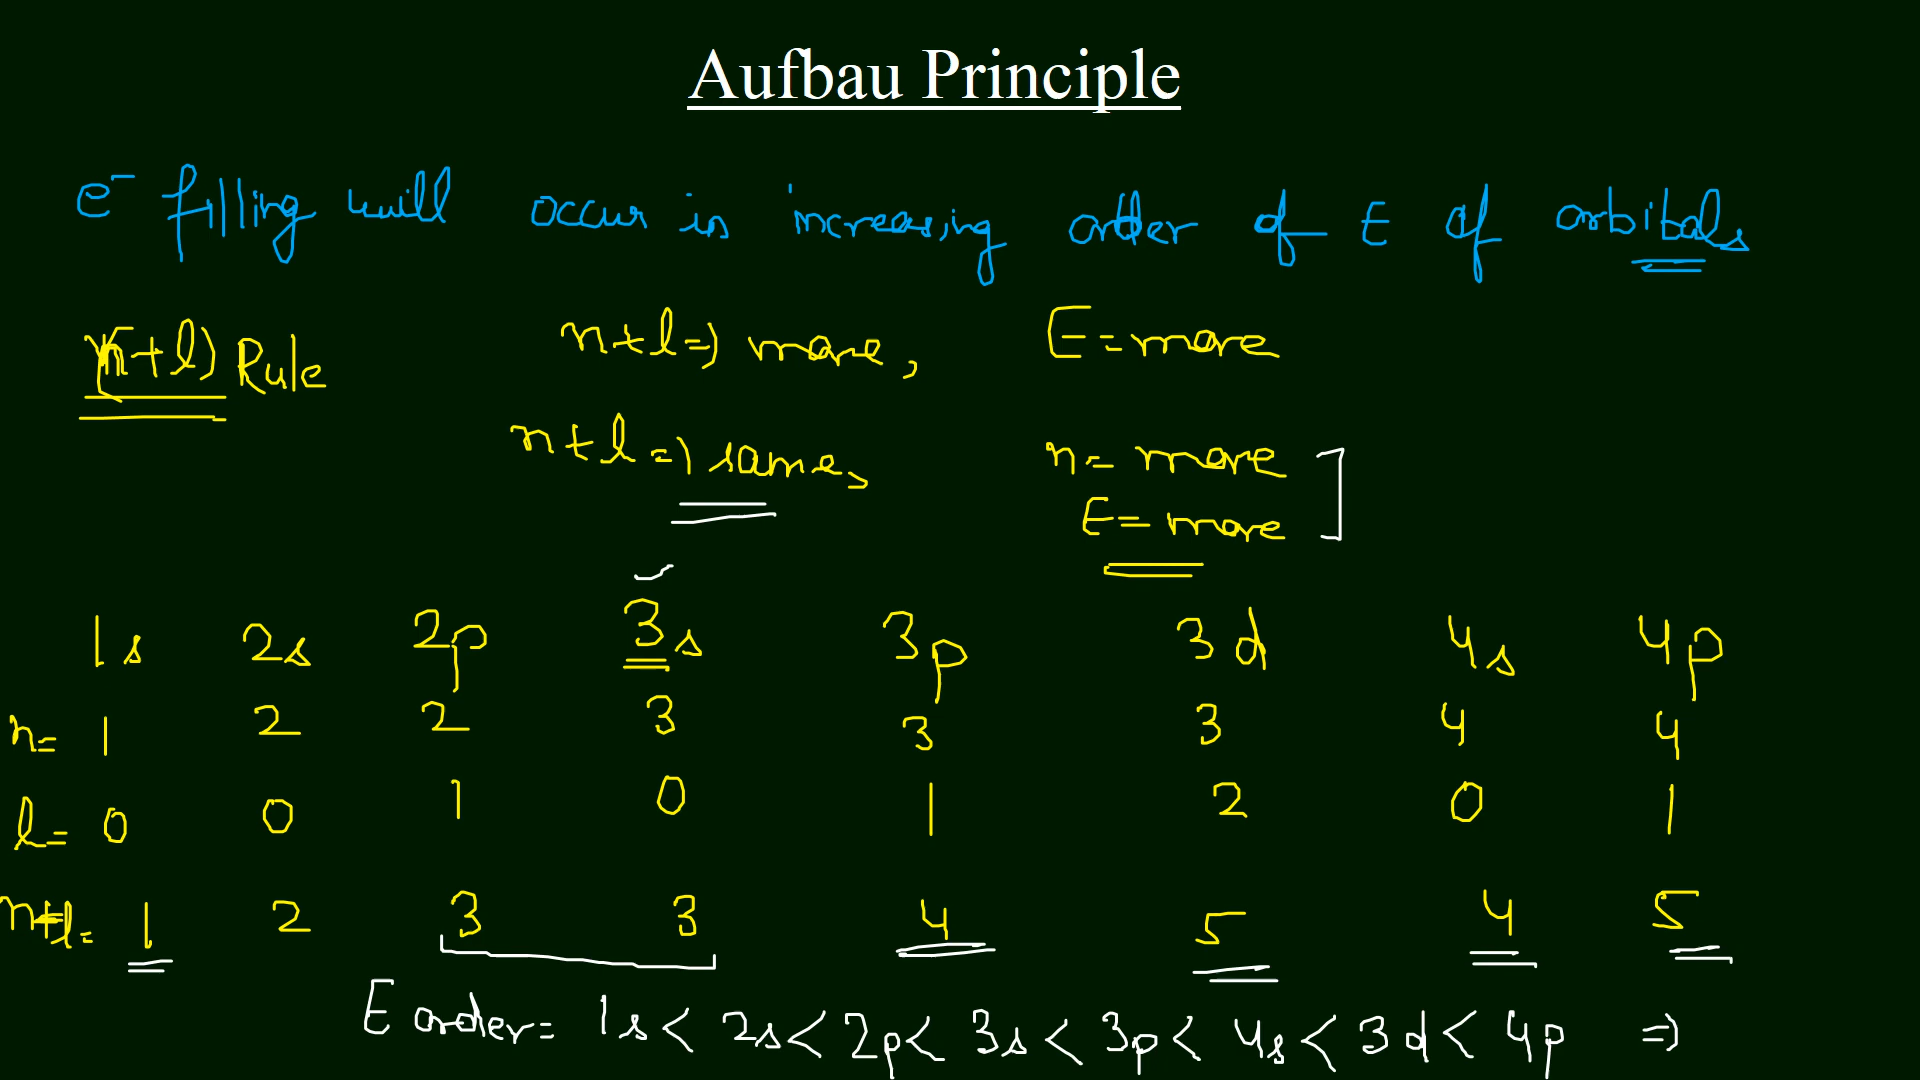 Aufbau Principle
e⁻ filling will occur in increasing order of E of orbitals
(n+l) Rule n+l ⇒ more, E = more
n+l ⇒ same, n = more
E = more
1s 2s 2p 3s 3p 3d 4s 4p
n= 1 2 2 3 3 3 4 4
l= 0 0 1 0 1 2 0 1
n+l= 1 2 3 3 4 5 4 5
E order= 1s < 2s < 2p < 3s < 3p < 4s < 3d < 4p ⇒